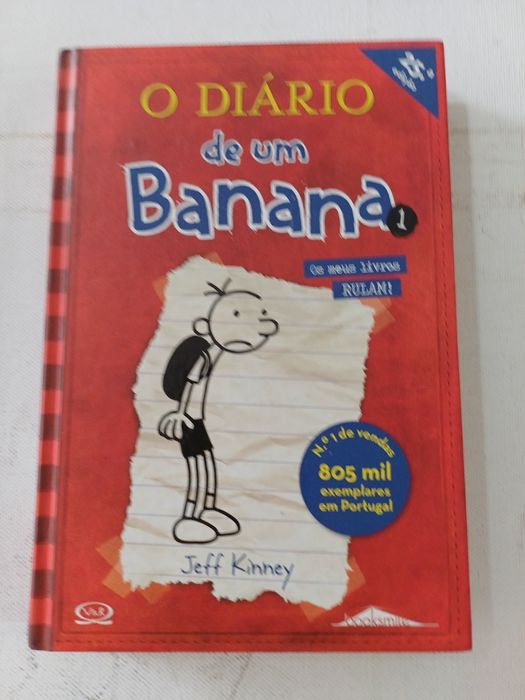 O DIÁRIO
de um
Banana
1
Os meus livros
RULAM!
N.º 1 de vendas
805 mil
exemplares
em Portugal
Jeff Kinney
V&R
booksmile